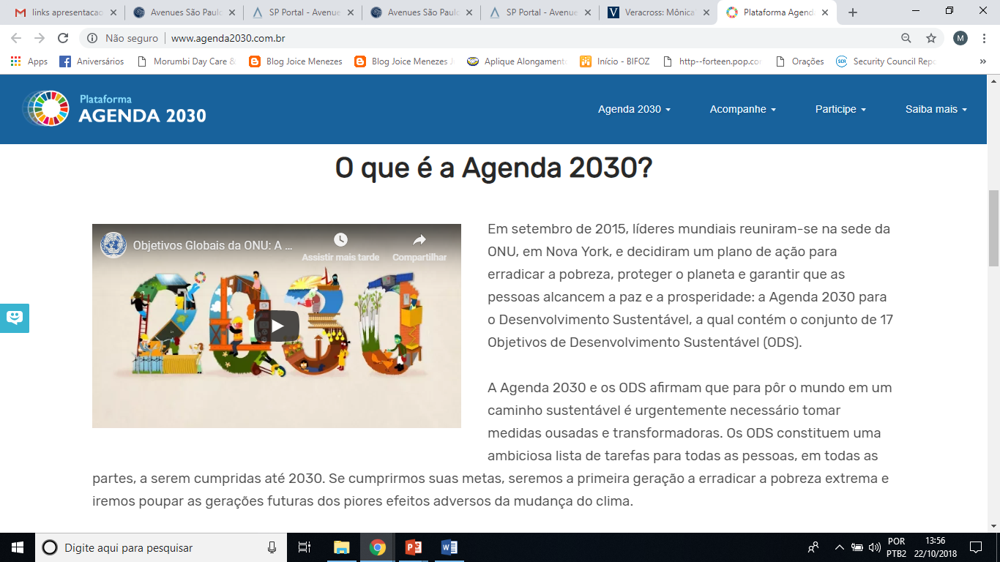 links apresentacao
Avenues São Paulo
SP Portal - Avenue
Avenues São Paulo
SP Portal - Avenue
Veracross: Mônica
Plataforma Agend
Não seguro
www.agenda2030.com.br
M
Apps
Aniversários
Morumbi Day Care &
Blog Joice Menezes
Blog Joice Menezes J
Aplique Alongament
Início - BIFOZ
http--forteen.pop.co
Orações
Security Council Repo
»
Plataforma
AGENDA 2030
Agenda 2030
Acompanhe
Participe
Saiba mais
O que é a Agenda 2030?
Objetivos Globais da ONU: A ...
Assistir mais tarde
Compartilhar
2030
Em setembro de 2015, líderes mundiais reuniram-se na sede da
ONU, em Nova York, e decidiram um plano de ação para
erradicar a pobreza, proteger o planeta e garantir que as
pessoas alcancem a paz e a prosperidade: a Agenda 2030 para
o Desenvolvimento Sustentável, a qual contém o conjunto de 17
Objetivos de Desenvolvimento Sustentável (ODS).
A Agenda 2030 e os ODS afirmam que para pôr o mundo em um
caminho sustentável é urgentemente necessário tomar
medidas ousadas e transformadoras. Os ODS constituem uma
ambiciosa lista de tarefas para todas as pessoas, em todas as
partes, a serem cumpridas até 2030. Se cumprirmos suas metas, seremos a primeira geração a erradicar a pobreza extrema e
iremos poupar as gerações futuras dos piores efeitos adversos da mudança do clima.
Digite aqui para pesquisar
POR
PTB2
13:56
22/10/2018